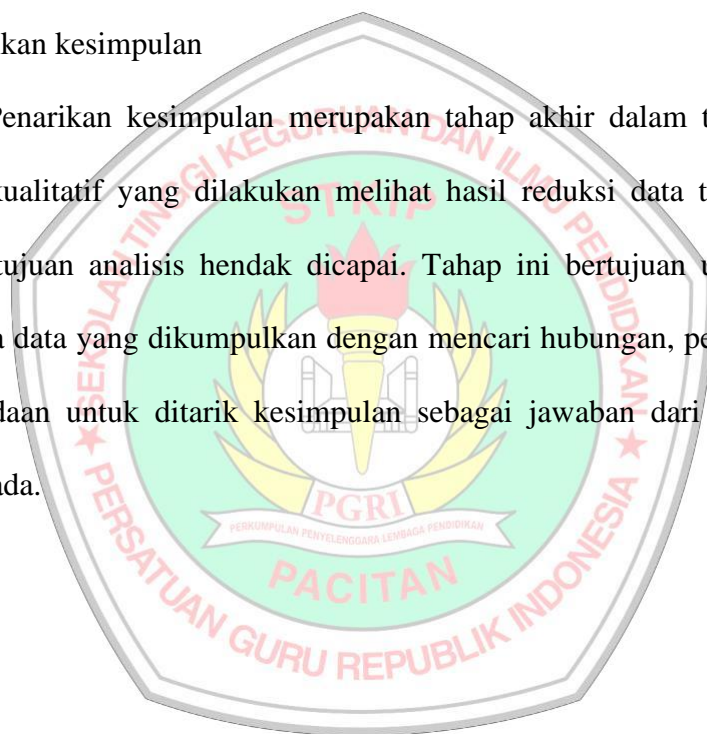 kan kesimpulan
Penarikan kesimpulan merupakan tahap akhir dalam t
kualitatif yang dilakukan melihat hasil reduksi data t
tujuan analisis hendak dicapai. Tahap ini bertujuan u
a data yang dikumpulkan dengan mencari hubungan, pe
daan untuk ditarik kesimpulan sebagai jawaban dari
ada.
SEKOLAH TINGGI KEGURUAN DAN ILMU PENDIDIKAN
STKIP
PGRI
PERKUMPULAN PENYELENGGARA LEMBAGA PENDIDIKAN
PACITAN
PERSATUAN GURU REPUBLIK INDONESIA